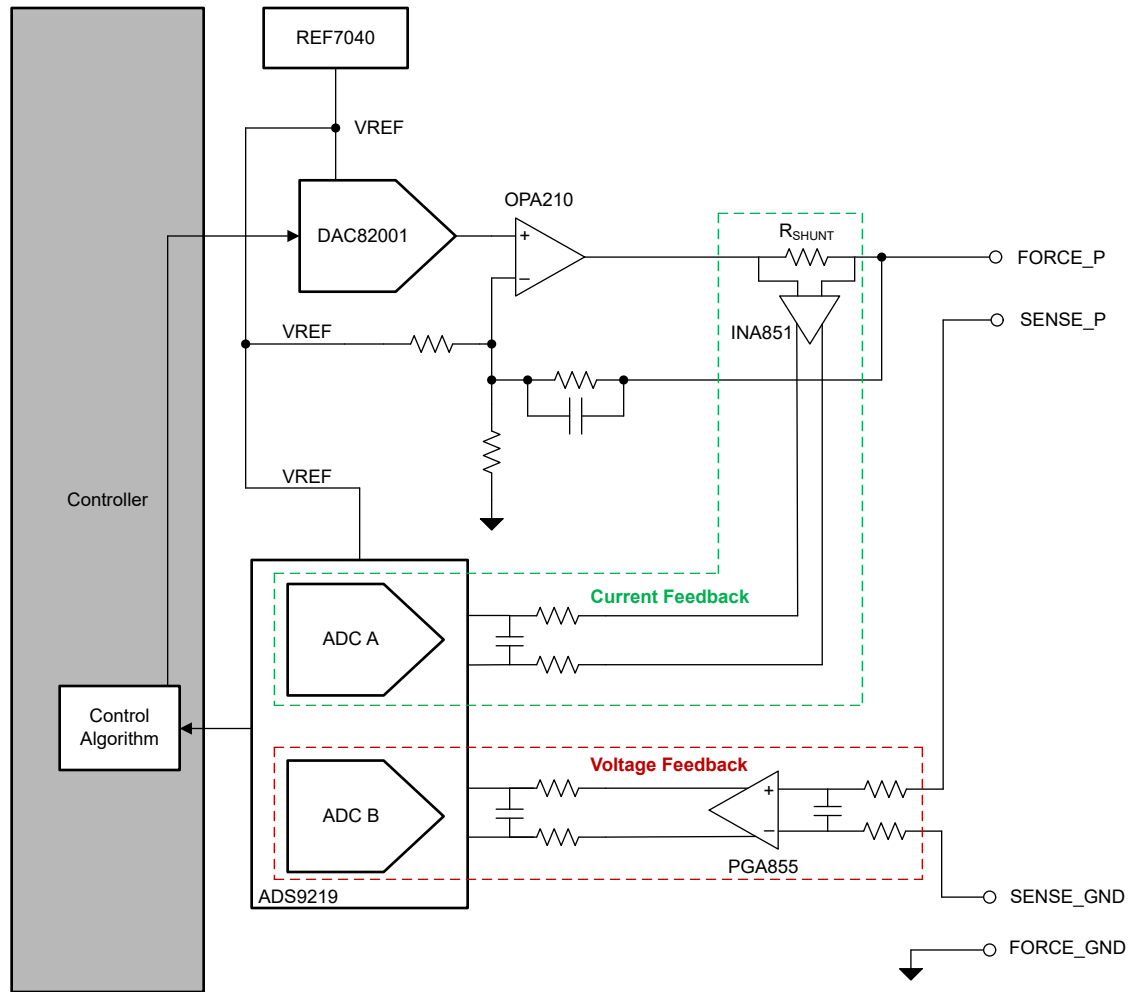 REF7040
VREF
OPA210
DAC82001
+
−
RSHUNT
FORCE_P
INA851
SENSE_P
VREF
VREF
Controller
Current Feedback
ADC A
Control
Algorithm
Voltage Feedback
ADC B
+
−
PGA855
ADS9219
SENSE_GND
FORCE_GND